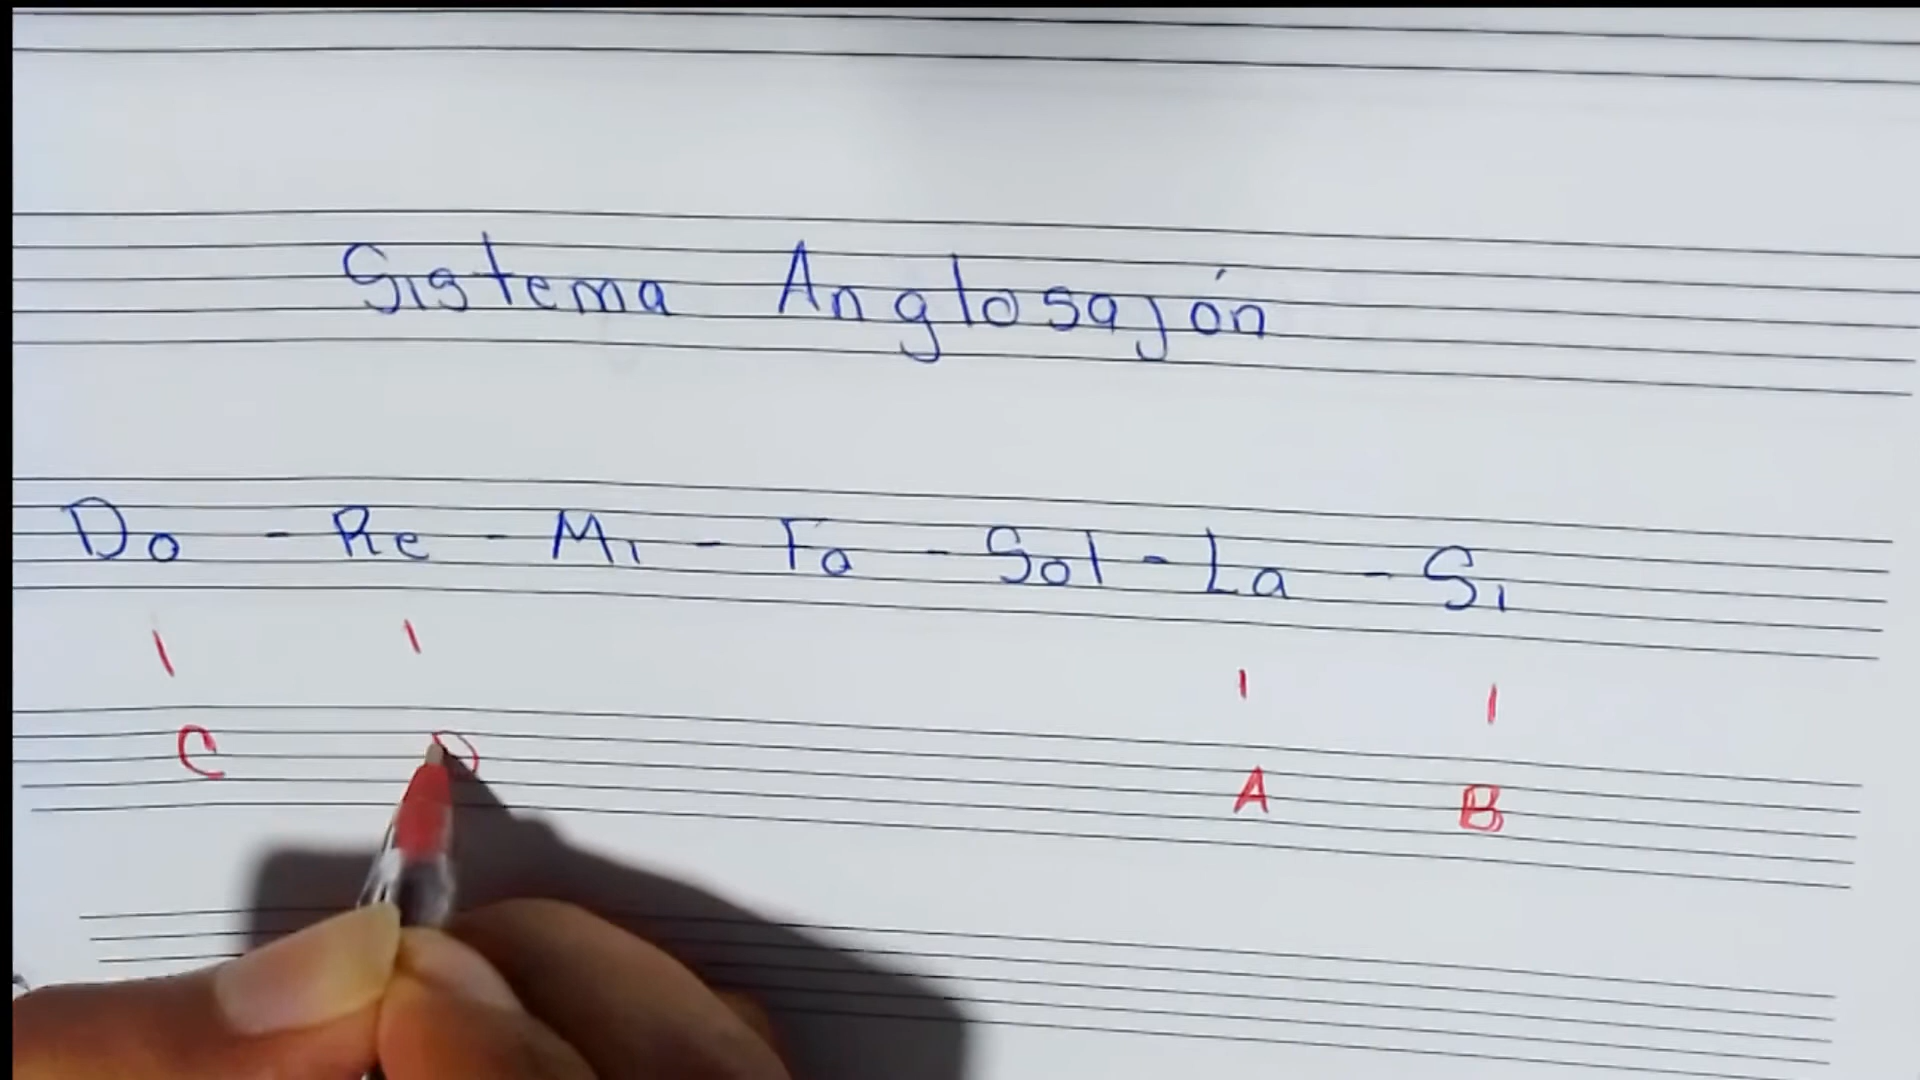 Sistema Anglosajón
Do - Re - Mi - Fa - Sol - La - Si
C D A B